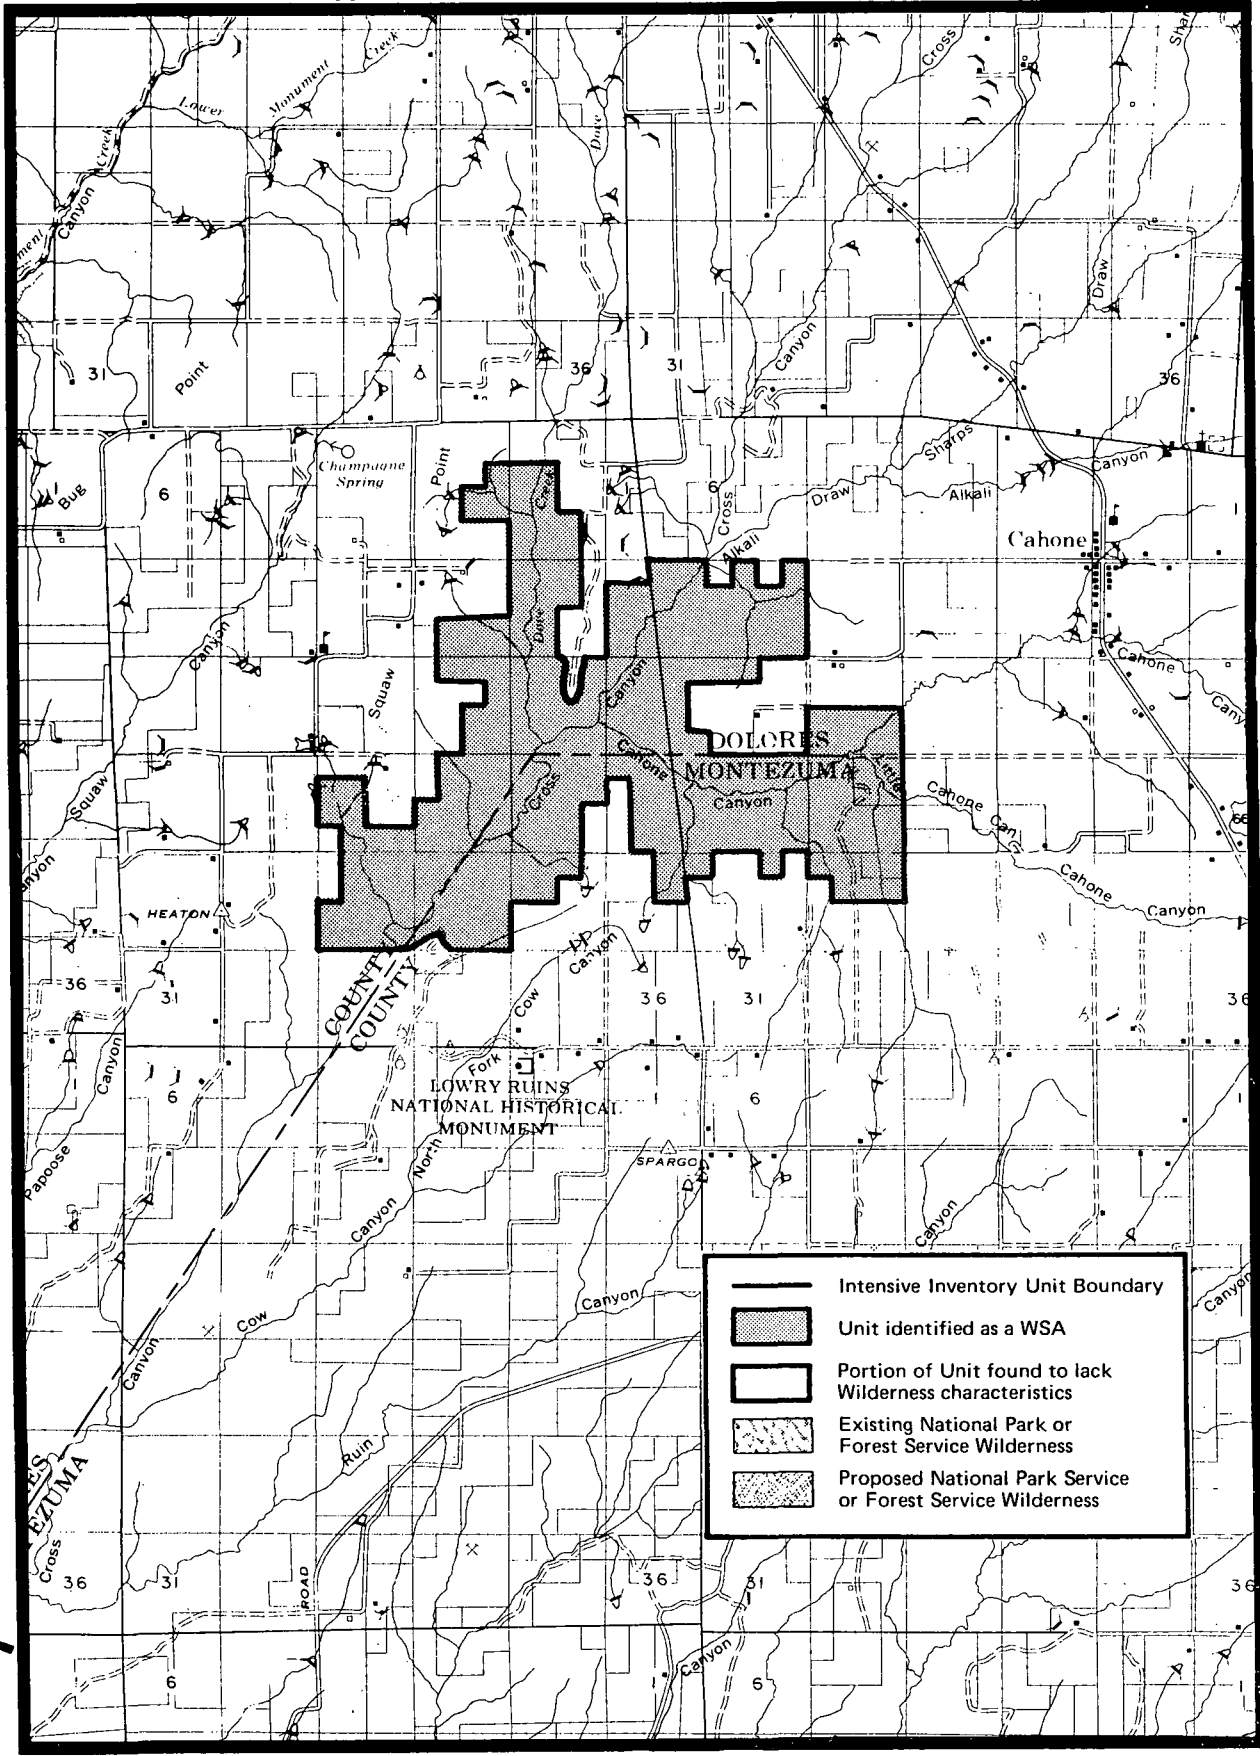 Creek
Monument
Lower
Creek
Canyon
Dove
Cross
Draw
Canyon
31
Point
36
31
36
Sharps
Canyon
Champagne
Spring
Point
Bug
6
Creek
6
Cross
Draw
Alkali
Alkali
Cahone
Dove
Canyon
Squaw
Canyon
Cahone
DOLORES
MONTEZUMA
Cahone
Canyon
Cross
Little
Cahone
Can
Squaw
Cahone
Canyon
HEATON
Canyon
36
31
COUNTY
COUNTY
Cow
36
31
36
Canyon
Fork
LOWRY RUINS
NATIONAL HISTORICAL
MONUMENT
6
6
North
Papoose
SPARGO
Canyon
Canyon
Canyon
Canyon
Cow
Canyon
Intensive Inventory Unit Boundary
Unit identified as a WSA
Portion of Unit found to lack
Wilderness characteristics
Existing National Park or
Forest Service Wilderness
Proposed National Park Service
or Forest Service Wilderness
Ruin
EZUMA
Cross
36
31
ROAD
36
31
36
Canyon
6
6